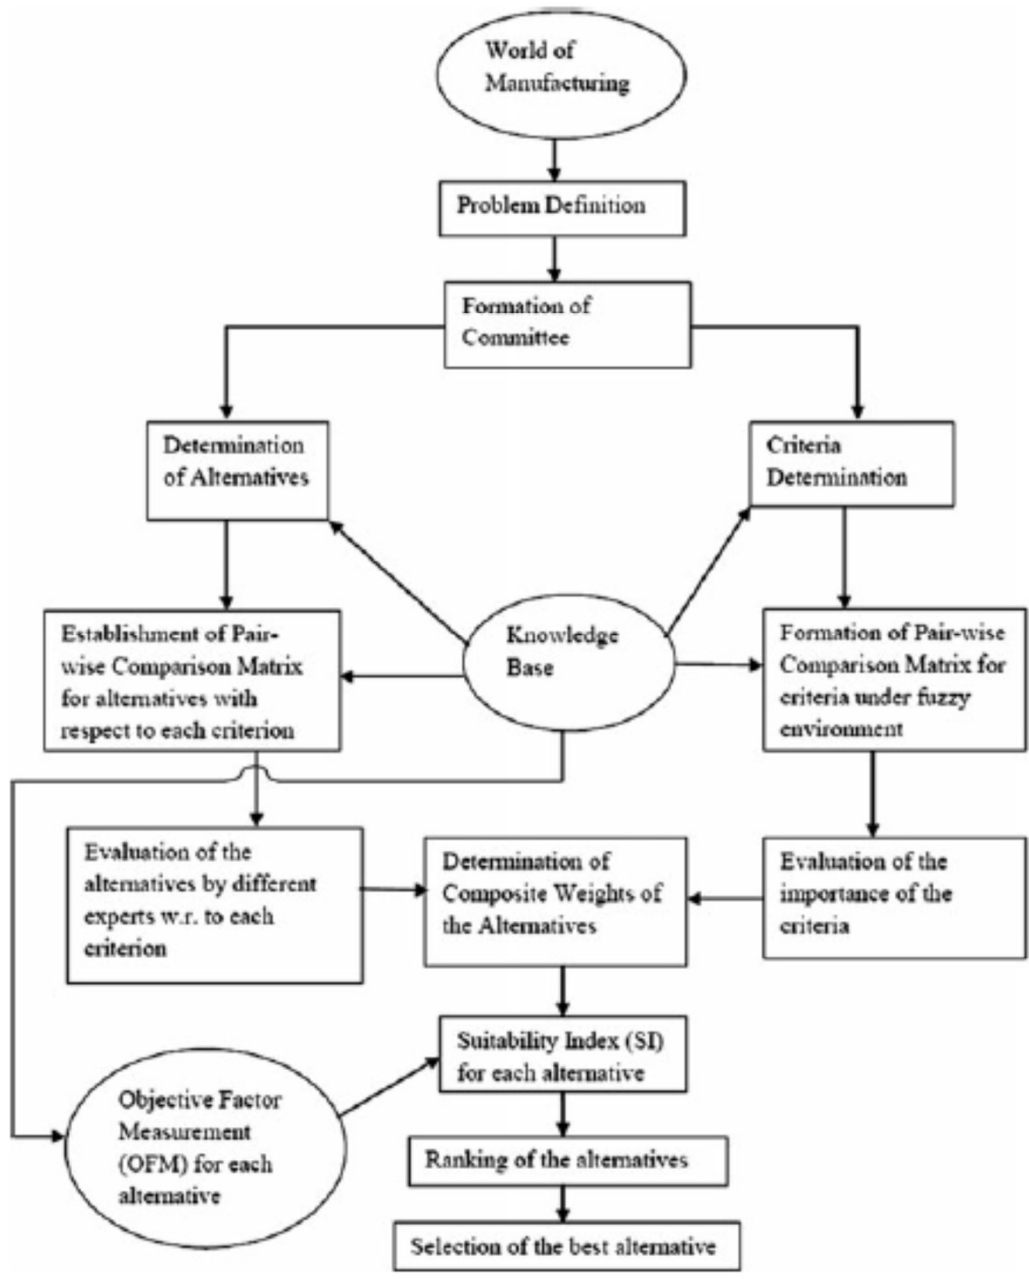 World of
Manufacturing
Problem Definition
Formation of
Committee
Determination
of Alternatives
Criteria
Determination
Establishment of Pair-
wise Comparison Matrix
for alternatives with
respect to each criterion
Knowledge
Base
Formation of Pair-wise
Comparison Matrix for
criteria under fuzzy
environment
Evaluation of the
alternatives by different
experts w.r. to each
criterion
Determination of
Composite Weights of
the Alternatives
Evaluation of the
importance of the
criteria
Suitability Index (SI)
for each alternative
Objective Factor
Measurement
(OFM) for each
alternative
Ranking of the alternatives
Selection of the best alternative